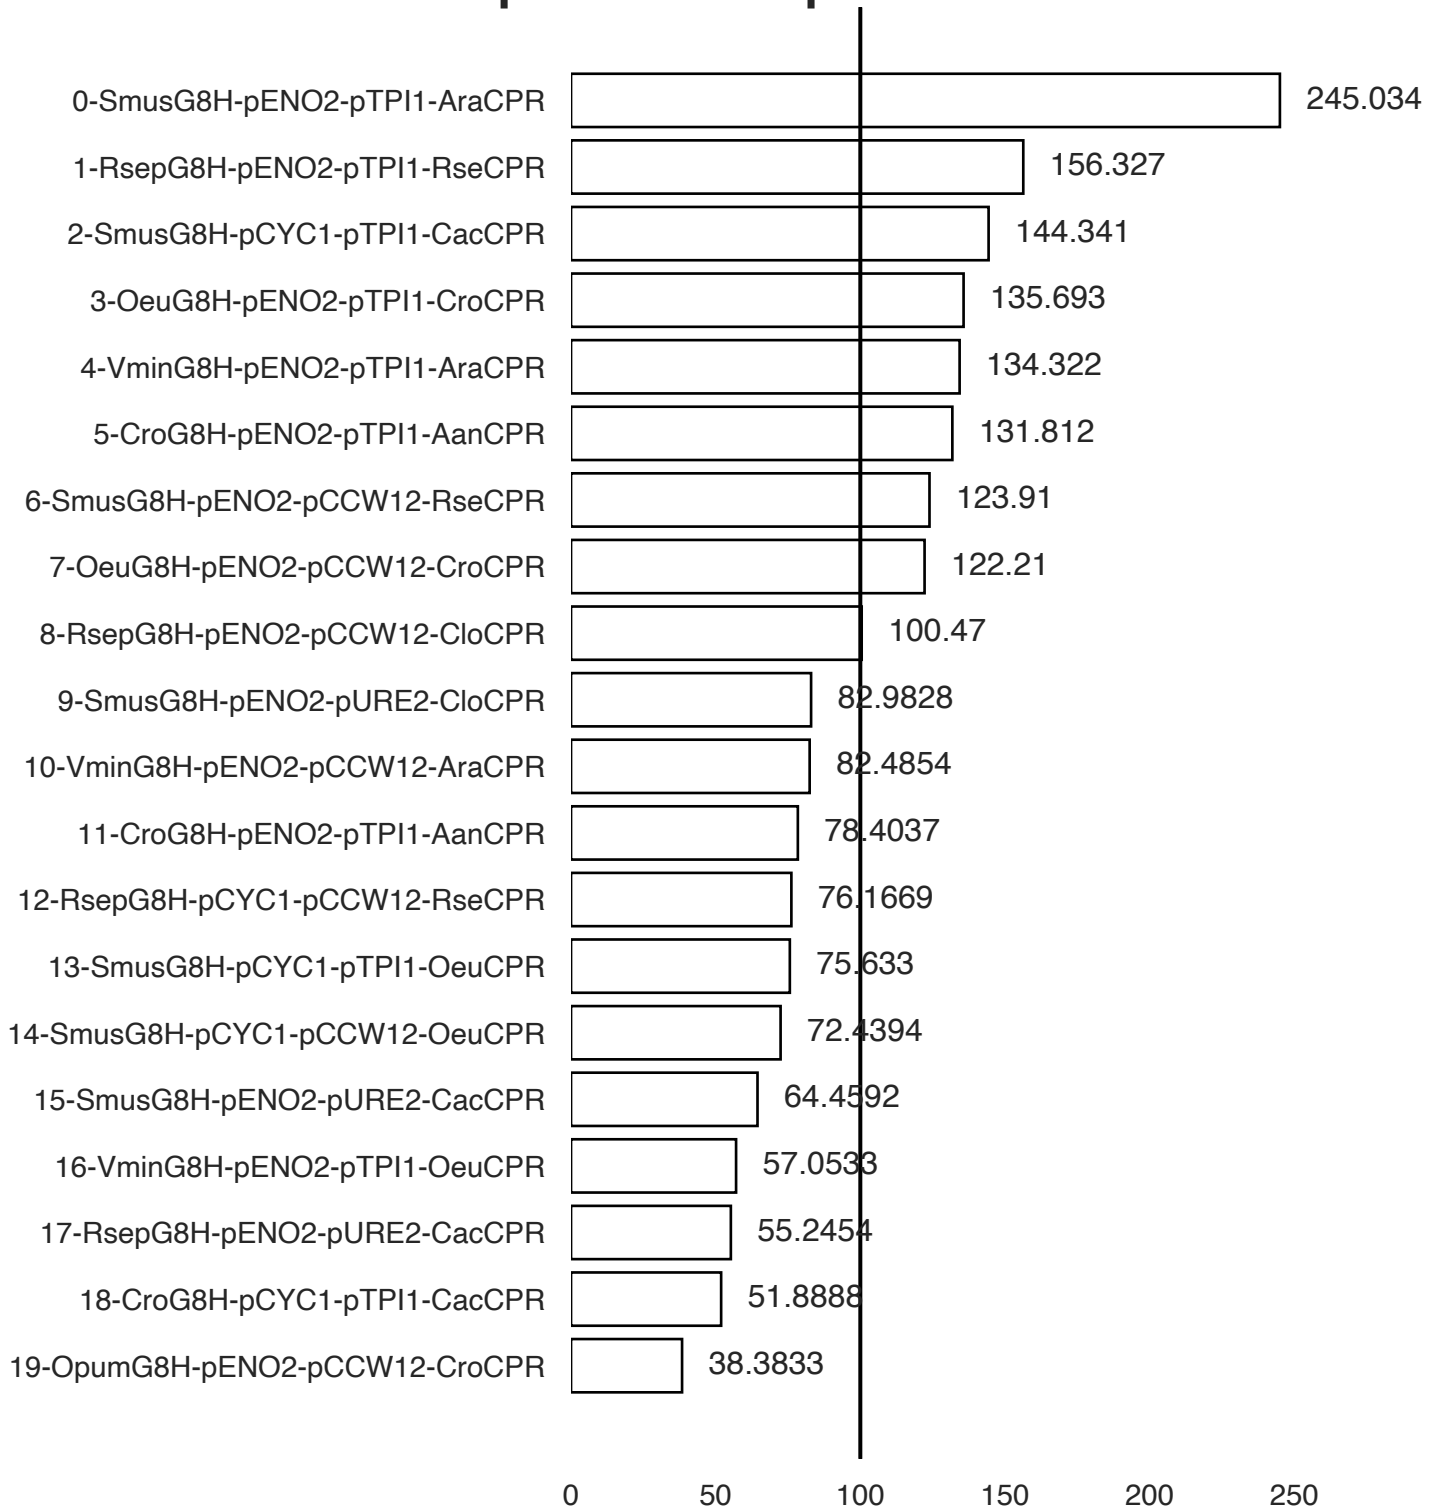 0-SmusG8H-pENO2-pTPI1-AraCPR 245.034
1-RsepG8H-pENO2-pTPI1-RseCPR 156.327
2-SmusG8H-pCYC1-pTPI1-CacCPR 144.341
3-OeuG8H-pENO2-pTPI1-CroCPR 135.693
4-VminG8H-pENO2-pTPI1-AraCPR 134.322
5-CroG8H-pENO2-pTPI1-AanCPR 131.812
6-SmusG8H-pENO2-pCCW12-RseCPR 123.91
7-OeuG8H-pENO2-pCCW12-CroCPR 122.21
8-RsepG8H-pENO2-pCCW12-CloCPR 100.47
9-SmusG8H-pENO2-pURE2-CloCPR 82.9828
10-VminG8H-pENO2-pCCW12-AraCPR 82.4854
11-CroG8H-pENO2-pTPI1-AanCPR 78.4037
12-RsepG8H-pCYC1-pCCW12-RseCPR 76.1669
13-SmusG8H-pCYC1-pTPI1-OeuCPR 75.633
14-SmusG8H-pCYC1-pCCW12-OeuCPR 72.4394
15-SmusG8H-pENO2-pURE2-CacCPR 64.4592
16-VminG8H-pENO2-pTPI1-OeuCPR 57.0533
17-RsepG8H-pENO2-pURE2-CacCPR 55.2454
18-CroG8H-pCYC1-pTPI1-CacCPR 51.8888
19-OpumG8H-pENO2-pCCW12-CroCPR 38.3833
0 50 100 150 200 250